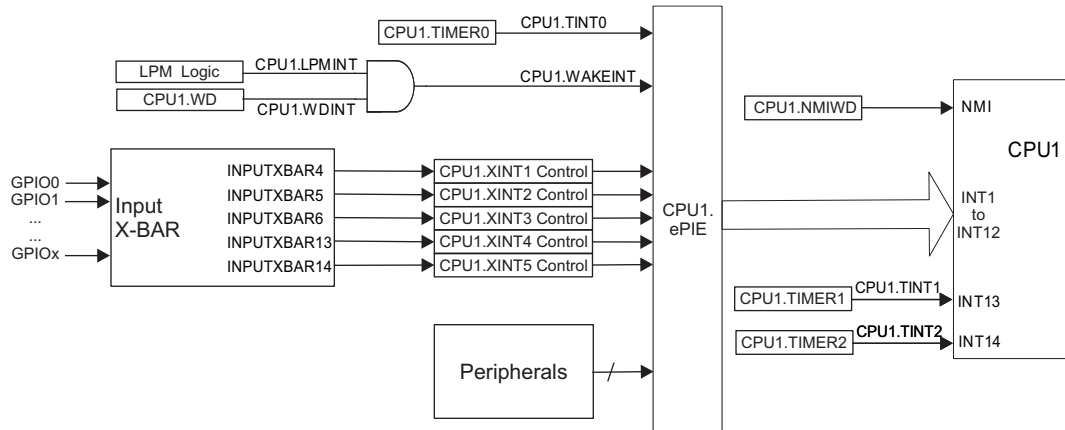 CPU1.TIMER0
CPU1.TINT0
LPM Logic
CPU1.LPMINT
CPU1.WD
CPU1.WDINT
CPU1.WAKEINT
GPIO0
GPIO1
...
...
GPIOx
Input
X-BAR
INPUTXBAR4
INPUTXBAR5
INPUTXBAR6
INPUTXBAR13
INPUTXBAR14
CPU1.XINT1 Control
CPU1.XINT2 Control
CPU1.XINT3 Control
CPU1.XINT4 Control
CPU1.XINT5 Control
Peripherals
CPU1.
ePIE
CPU1.NMIWD
NMI
CPU1
INT1
to
INT12
CPU1.TIMER1
CPU1.TINT1
INT13
CPU1.TIMER2
CPU1.TINT2
INT14